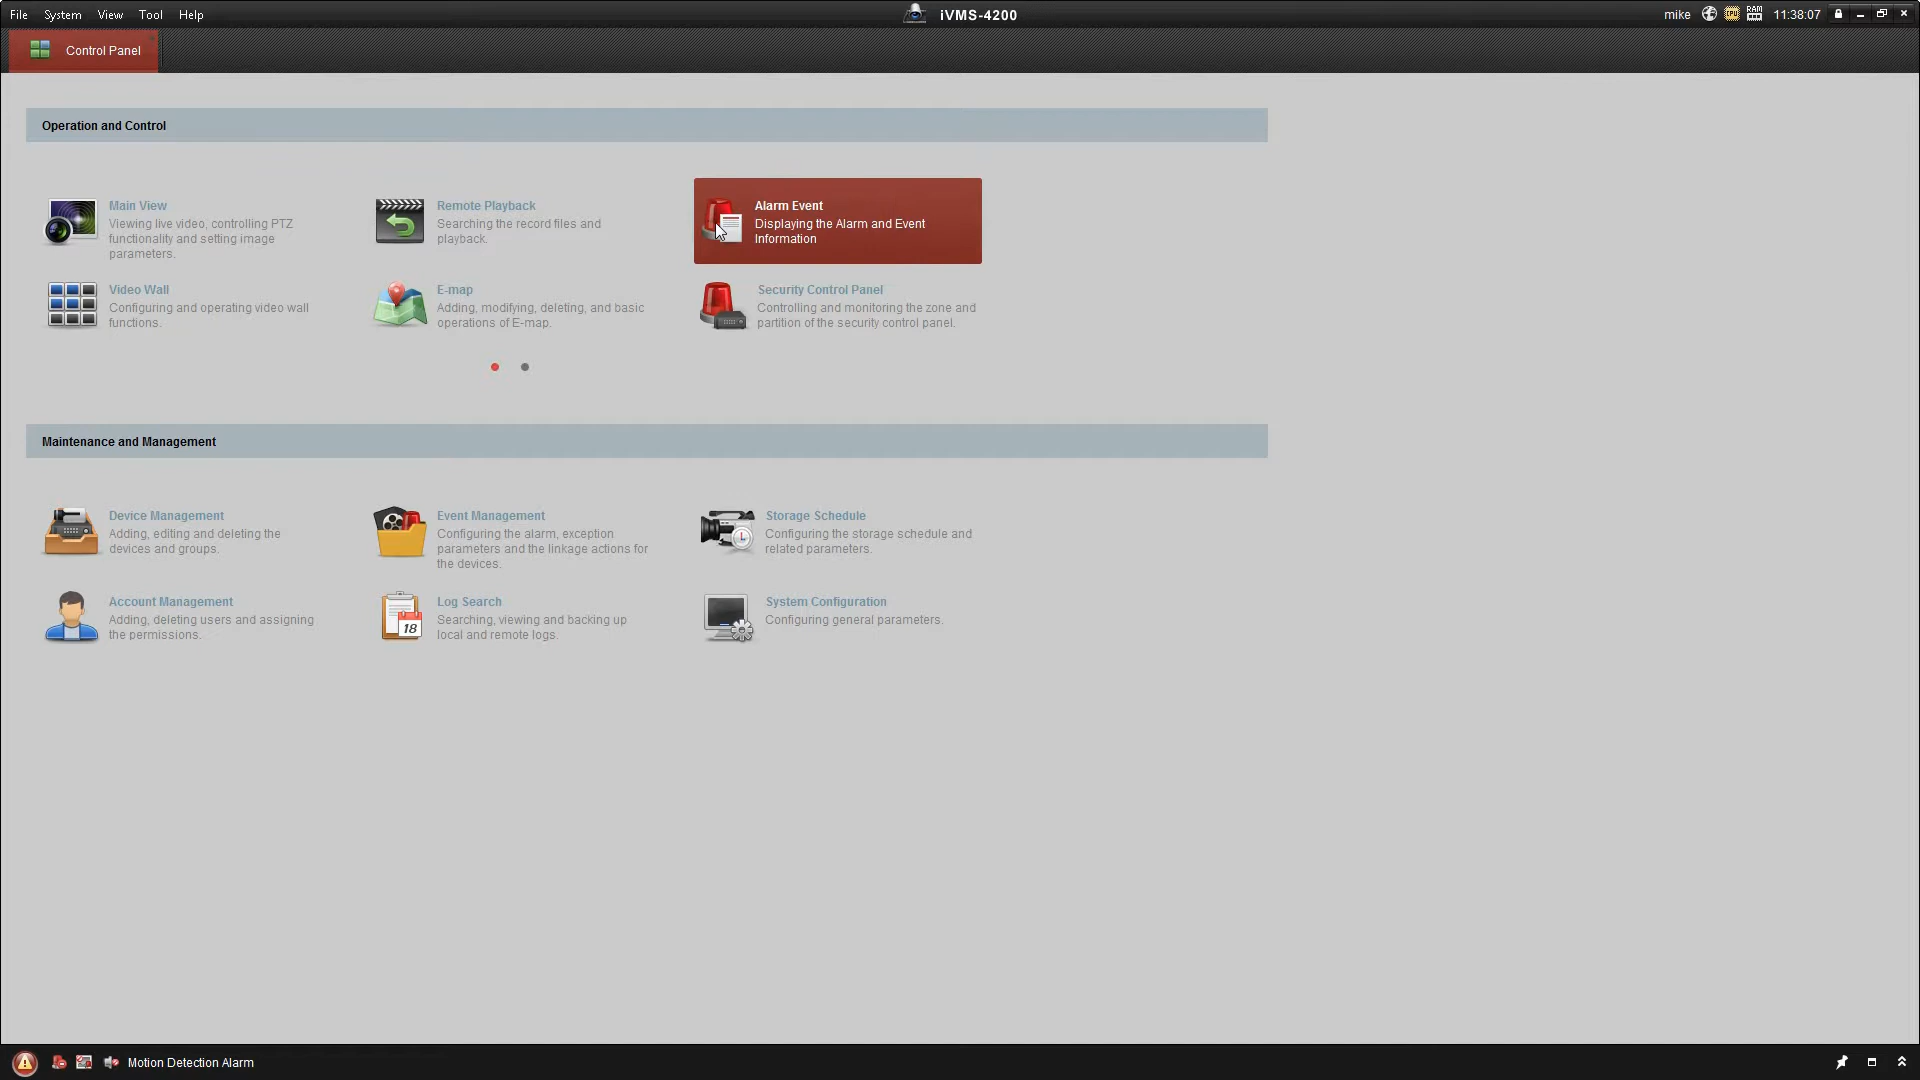 File System View Tool Help
iVMS-4200
mike
CPU
RAM
11:38:07
Control Panel
Operation and Control
Main View
Viewing live video, controlling PTZ
functionality and setting image
parameters.
Remote Playback
Searching the record files and
playback.
Alarm Event
Displaying the Alarm and Event
Information
Video Wall
Configuring and operating video wall
functions.
E-map
Adding, modifying, deleting, and basic
operations of E-map.
Security Control Panel
Controlling and monitoring the zone and
partition of the security control panel.
Maintenance and Management
Device Management
Adding, editing and deleting the
devices and groups.
Event Management
Configuring the alarm, exception
parameters and the linkage actions for
the devices.
Storage Schedule
Configuring the storage schedule and
related parameters.
Account Management
Adding, deleting users and assigning
the permissions.
18
Log Search
Searching, viewing and backing up
local and remote logs.
System Configuration
Configuring general parameters.
Motion Detection Alarm